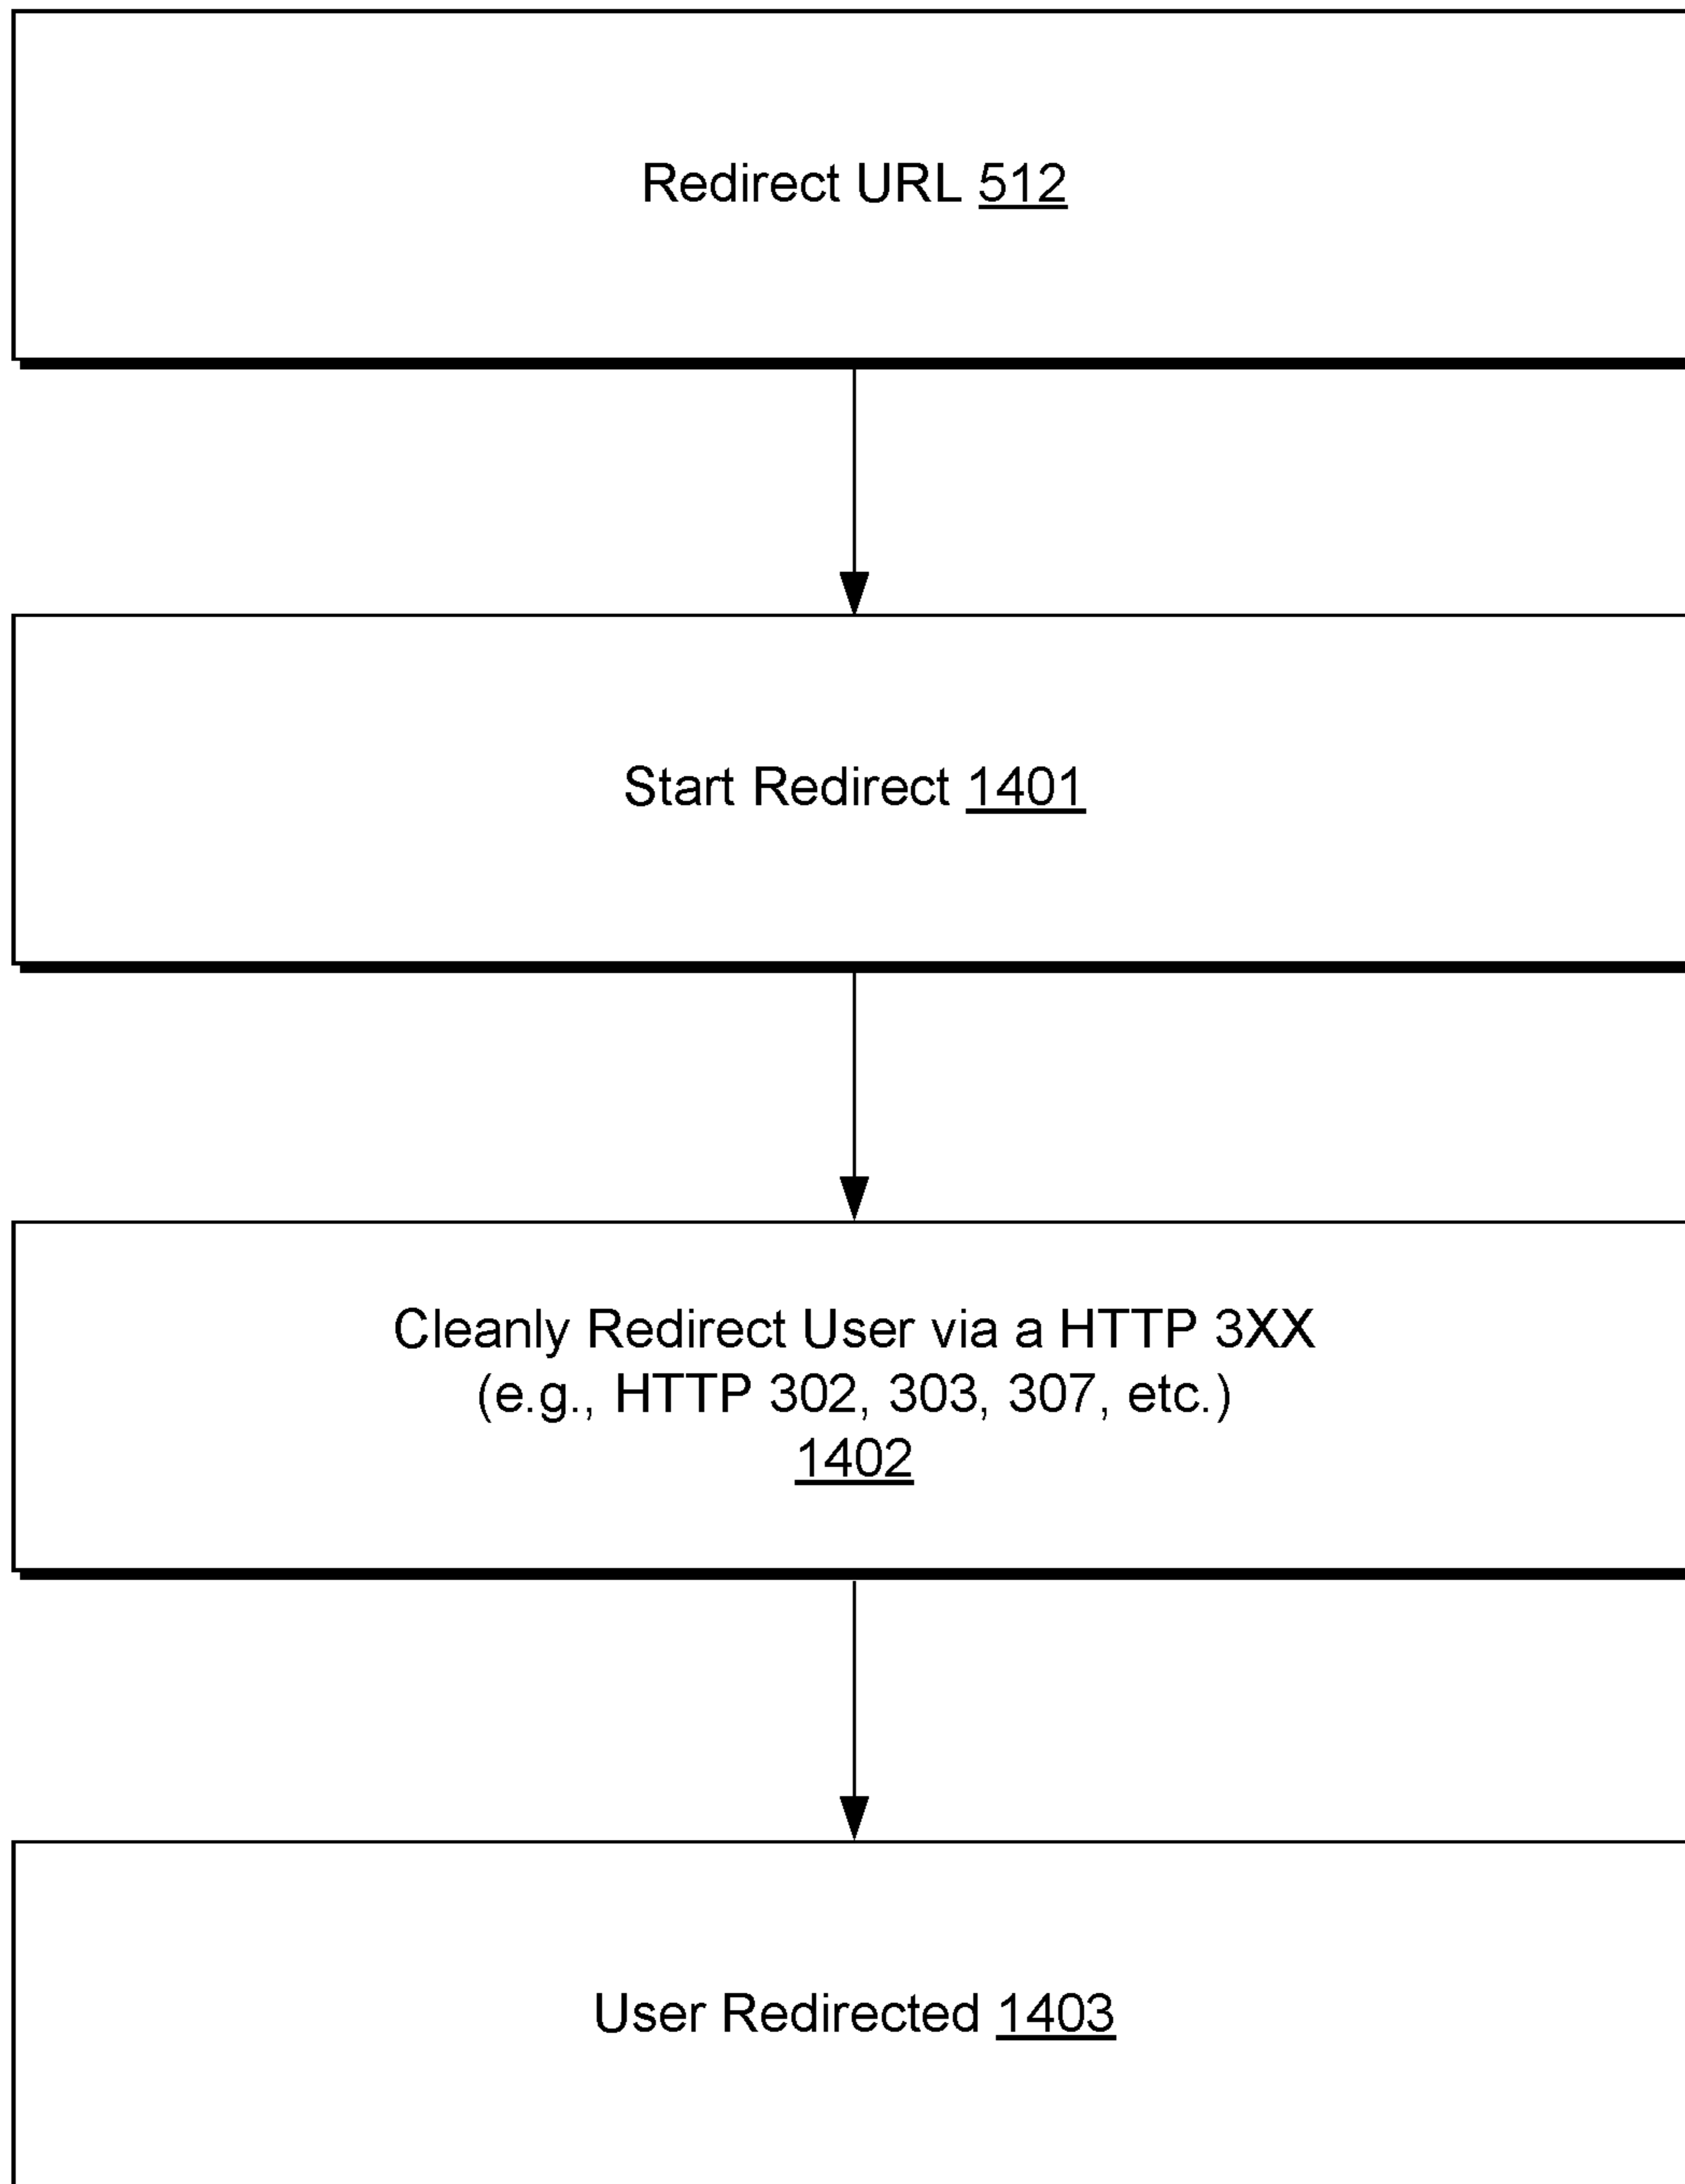 Redirect URL 512
Start Redirect 1401
Cleanly Redirect User via a HTTP 3XX
(e.g., HTTP 302, 303, 307, etc.)
1402
User Redirected 1403